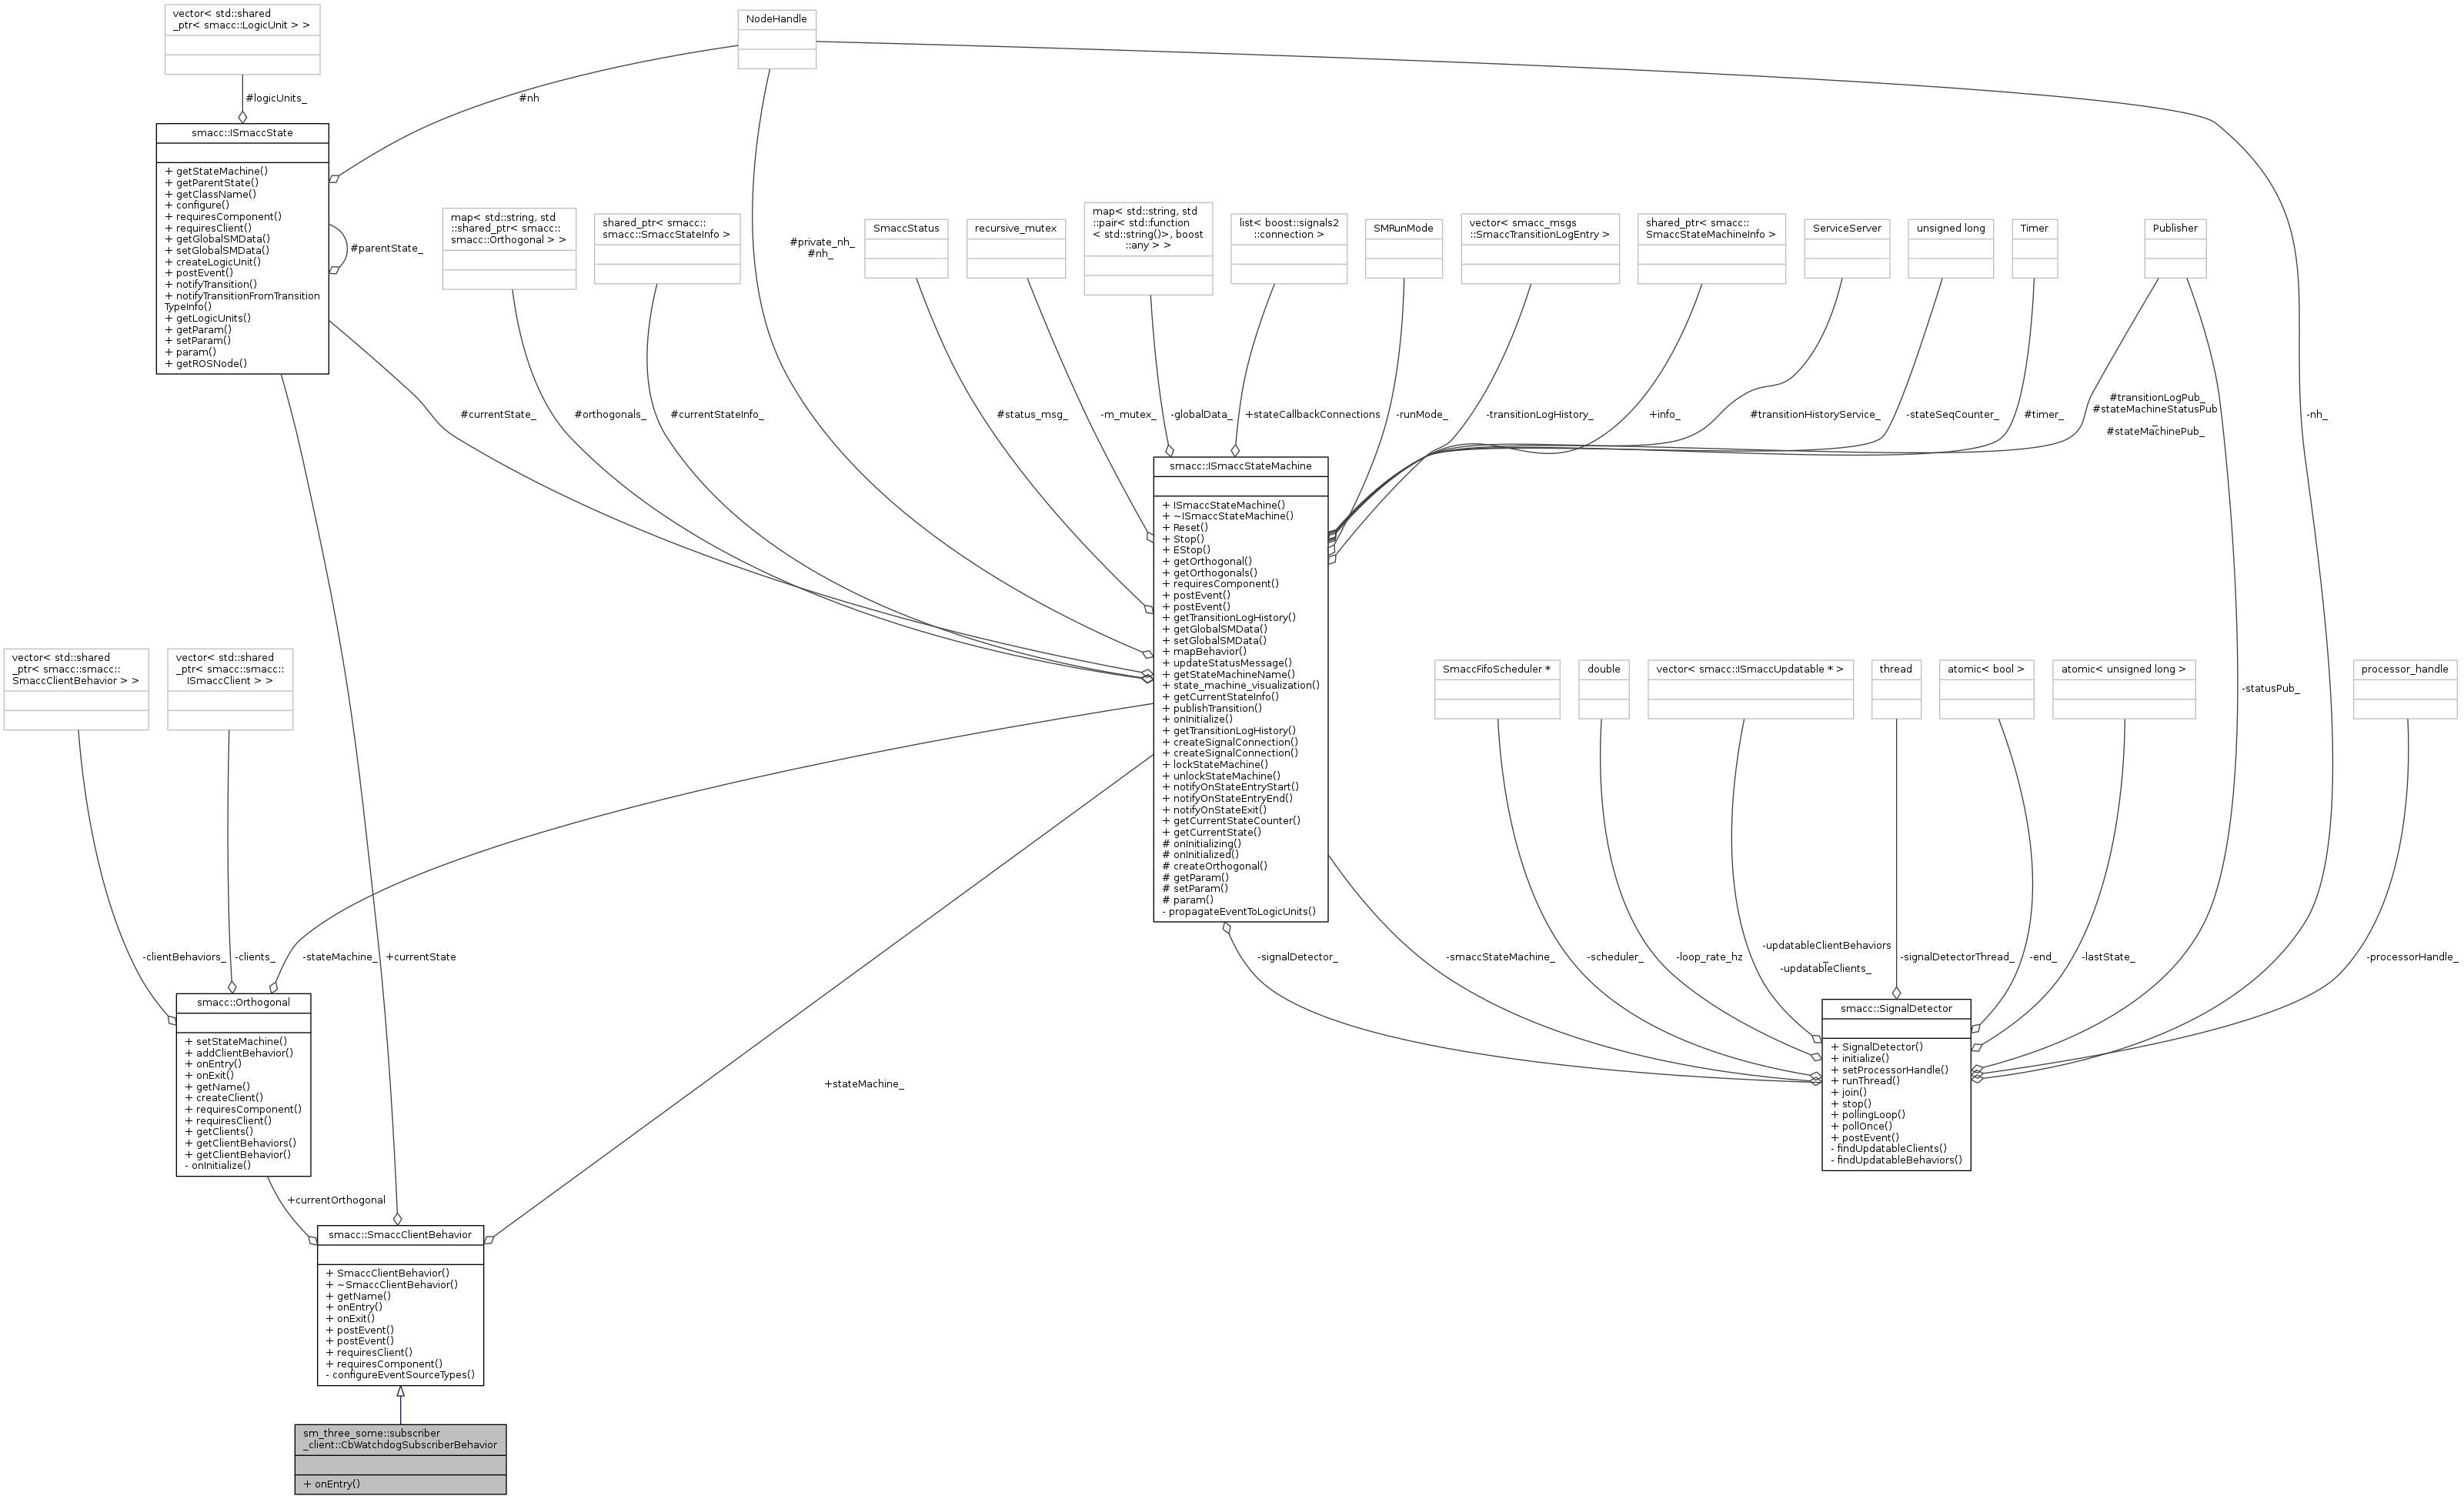 vector< std::shared
_ptr< smacc::LogicUnit > >
NodeHandle
#logicUnits_
#nh
smacc::ISmaccState
+ getStateMachine()
+ getParentState()
+ getClassName()
+ configure()
+ requiresComponent()
+ requiresClient()
+ getGlobalSMData()
+ setGlobalSMData()
+ createLogicUnit()
+ postEvent()
+ notifyTransition()
+ notifyTransitionFromTransition
TypeInfo()
+ getLogicUnits()
+ getParam()
+ setParam()
+ param()
+ getROSNode()
#parentState_
map< std::string, std
::shared_ptr< smacc::
smacc::Orthogonal > >
shared_ptr< smacc::
smacc::SmaccStateInfo >
#private_nh_
#nh_
SmaccStatus
recursive_mutex
map< std::string, std
::pair< std::function
< std::string()>, boost
::any > >
list< boost::signals2
::connection >
SMRunMode
vector< smacc_msgs
::SmaccTransitionLogEntry >
shared_ptr< smacc::
SmaccStateMachineInfo >
ServiceServer
unsigned long
Timer
Publisher
#currentState_
#orthogonals_
#currentStateInfo_
#status_msg_
-m_mutex_
-globalData_
+stateCallbackConnections
-runMode_
-transitionLogHistory_
+info_
#transitionHistoryService_
-stateSeqCounter_
#timer_
#transitionLogPub_
#stateMachineStatusPub
_
#stateMachinePub_
-nh_
smacc::ISmaccStateMachine
+ ISmaccStateMachine()
+ ~ISmaccStateMachine()
+ Reset()
+ Stop()
+ EStop()
+ getOrthogonal()
+ getOrthogonals()
+ requiresComponent()
+ postEvent()
+ postEvent()
+ getTransitionLogHistory()
+ getGlobalSMData()
+ setGlobalSMData()
+ mapBehavior()
+ updateStatusMessage()
+ getStateMachineName()
+ state_machine_visualization()
+ getCurrentStateInfo()
+ publishTransition()
+ onInitialize()
+ getTransitionLogHistory()
+ createSignalConnection()
+ createSignalConnection()
+ lockStateMachine()
+ unlockStateMachine()
+ notifyOnStateEntryStart()
+ notifyOnStateEntryEnd()
+ notifyOnStateExit()
+ getCurrentStateCounter()
+ getCurrentState()
# onInitializing()
# onInitialized()
# createOrthogonal()
# getParam()
# setParam()
# param()
- propagateEventToLogicUnits()
vector< std::shared
_ptr< smacc::smacc::
SmaccClientBehavior > >
vector< std::shared
_ptr< smacc::smacc::
ISmaccClient > >
SmaccFifoScheduler *
double
vector< smacc::ISmaccUpdatable * >
thread
atomic< bool >
atomic< unsigned long >
-statusPub_
processor_handle
-clientBehaviors_
-clients_
-stateMachine_
+currentState
-signalDetector_
-smaccStateMachine_
-scheduler_
-loop_rate_hz
-updatableClientBehaviors
_
-updatableClients_
-signalDetectorThread_
-end_
-lastState_
-processorHandle_
smacc::Orthogonal
+ setStateMachine()
+ addClientBehavior()
+ onEntry()
+ onExit()
+ getName()
+ createClient()
+ requiresComponent()
+ requiresClient()
+ getClients()
+ getClientBehaviors()
+ getClientBehavior()
- onInitialize()
+stateMachine_
smacc::SignalDetector
+ SignalDetector()
+ initialize()
+ setProcessorHandle()
+ runThread()
+ join()
+ stop()
+ pollingLoop()
+ pollOnce()
+ postEvent()
- findUpdatableClients()
- findUpdatableBehaviors()
+currentOrthogonal
smacc::SmaccClientBehavior
+ SmaccClientBehavior()
+ ~SmaccClientBehavior()
+ getName()
+ onEntry()
+ onExit()
+ postEvent()
+ postEvent()
+ requiresClient()
+ requiresComponent()
- configureEventSourceTypes()
sm_three_some::subscriber
_client::CbWatchdogSubscriberBehavior
+ onEntry()